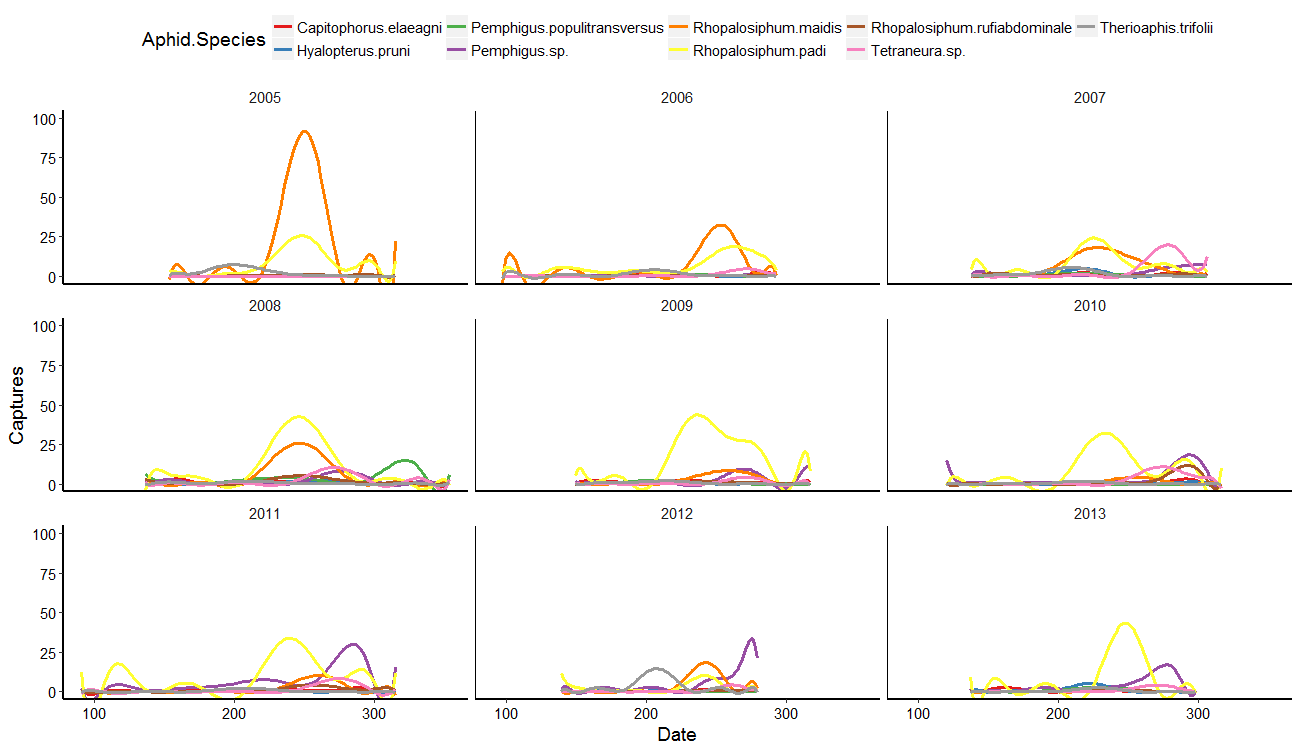 Aphid.Species
Capitophorus.elaeagni Pemphigus.populitransversus Rhopalosiphum.maidis Rhopalosiphum.rufiabdominale Therioaphis.trifolii
Hyalopterus.pruni Pemphigus.sp. Rhopalosiphum.padi Tetraneura.sp.
2005 2006 2007
100
75
50
25
0
2008 2009 2010
100
75
50
25
0
Captures
2011 2012 2013
100
75
50
25
0
100 200 300 100 200 300 100 200 300
Date